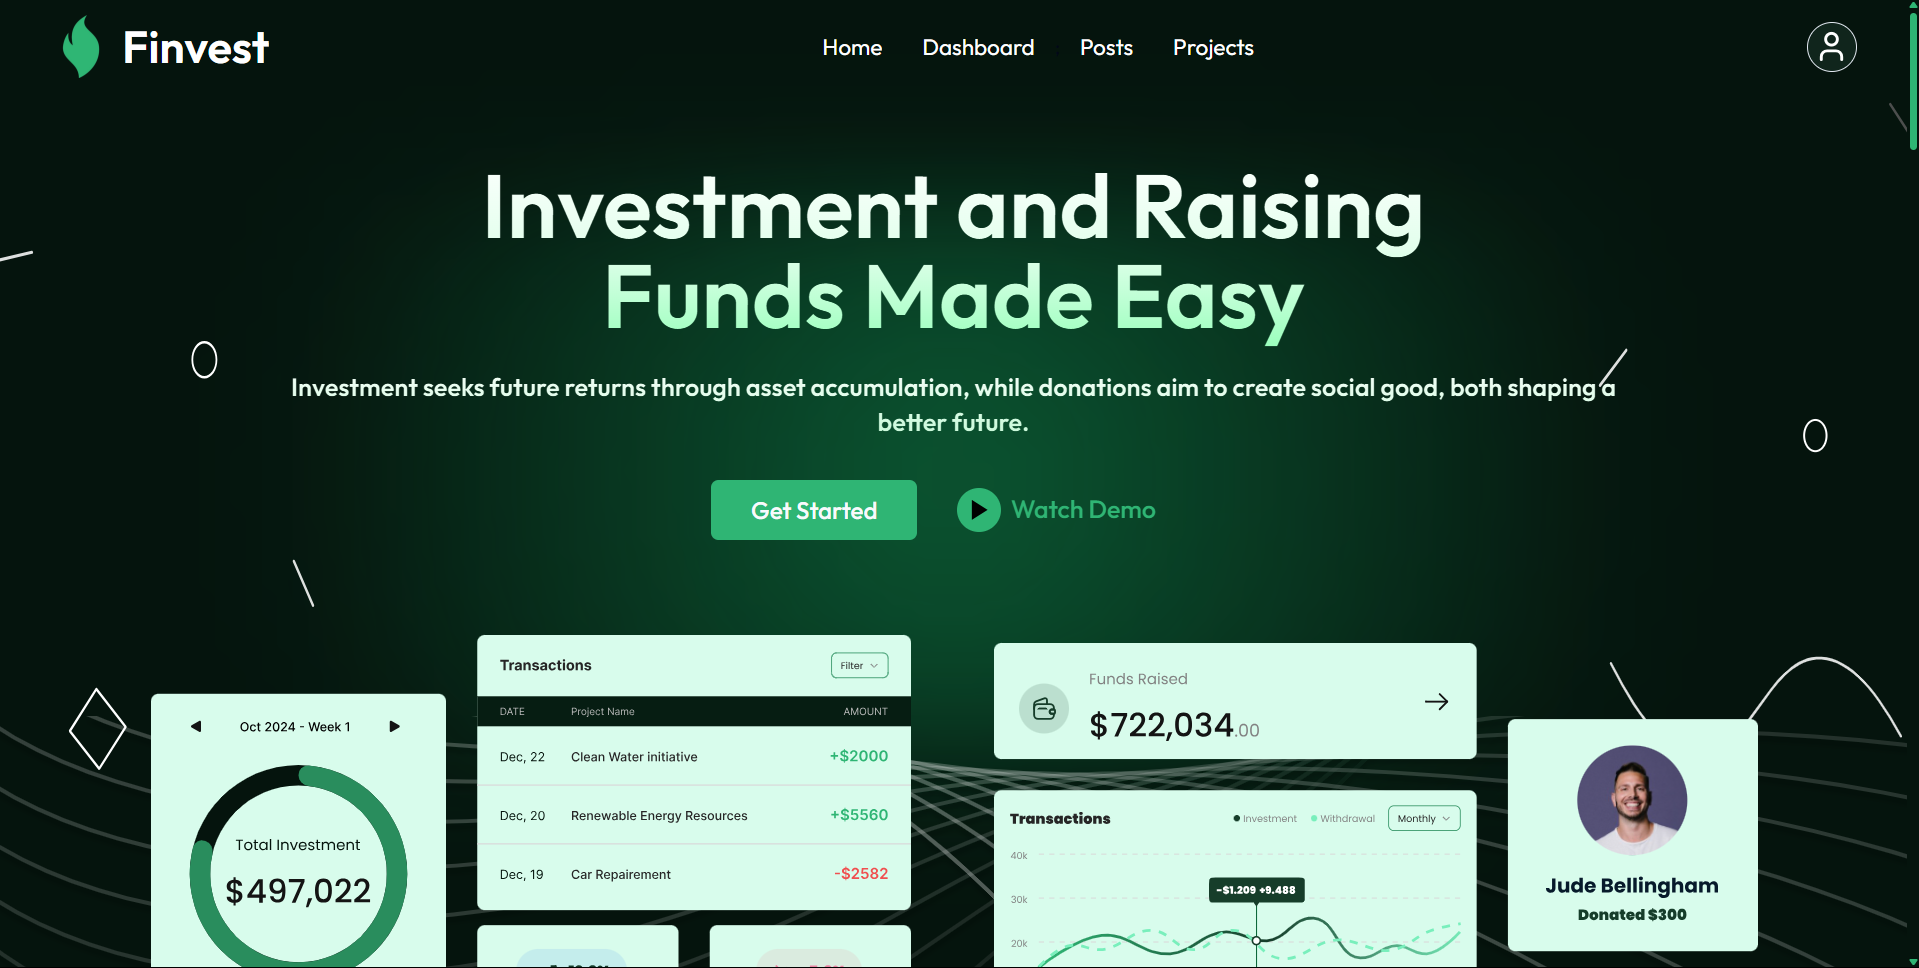 Finvest
Home Dashboard Posts Projects
Investment and Raising
Funds Made Easy
Investment seeks future returns through asset accumulation, while donations aim to create social good, both shaping a
better future.
Get Started
Watch Demo
Oct 2024 - Week 1
Total Investment
$497,022
Transactions
Filter
DATE Project Name AMOUNT
Dec, 22 Clean Water initiative +$2000
Dec, 20 Renewable Energy Resources +$5560
Dec, 19 Car Repairement -$2582
Funds Raised
$722,034.00
Transactions
Investment Withdrawal Monthly
40k
30k
20k
-$1.209 +9.488
Jude Bellingham
Donated $300